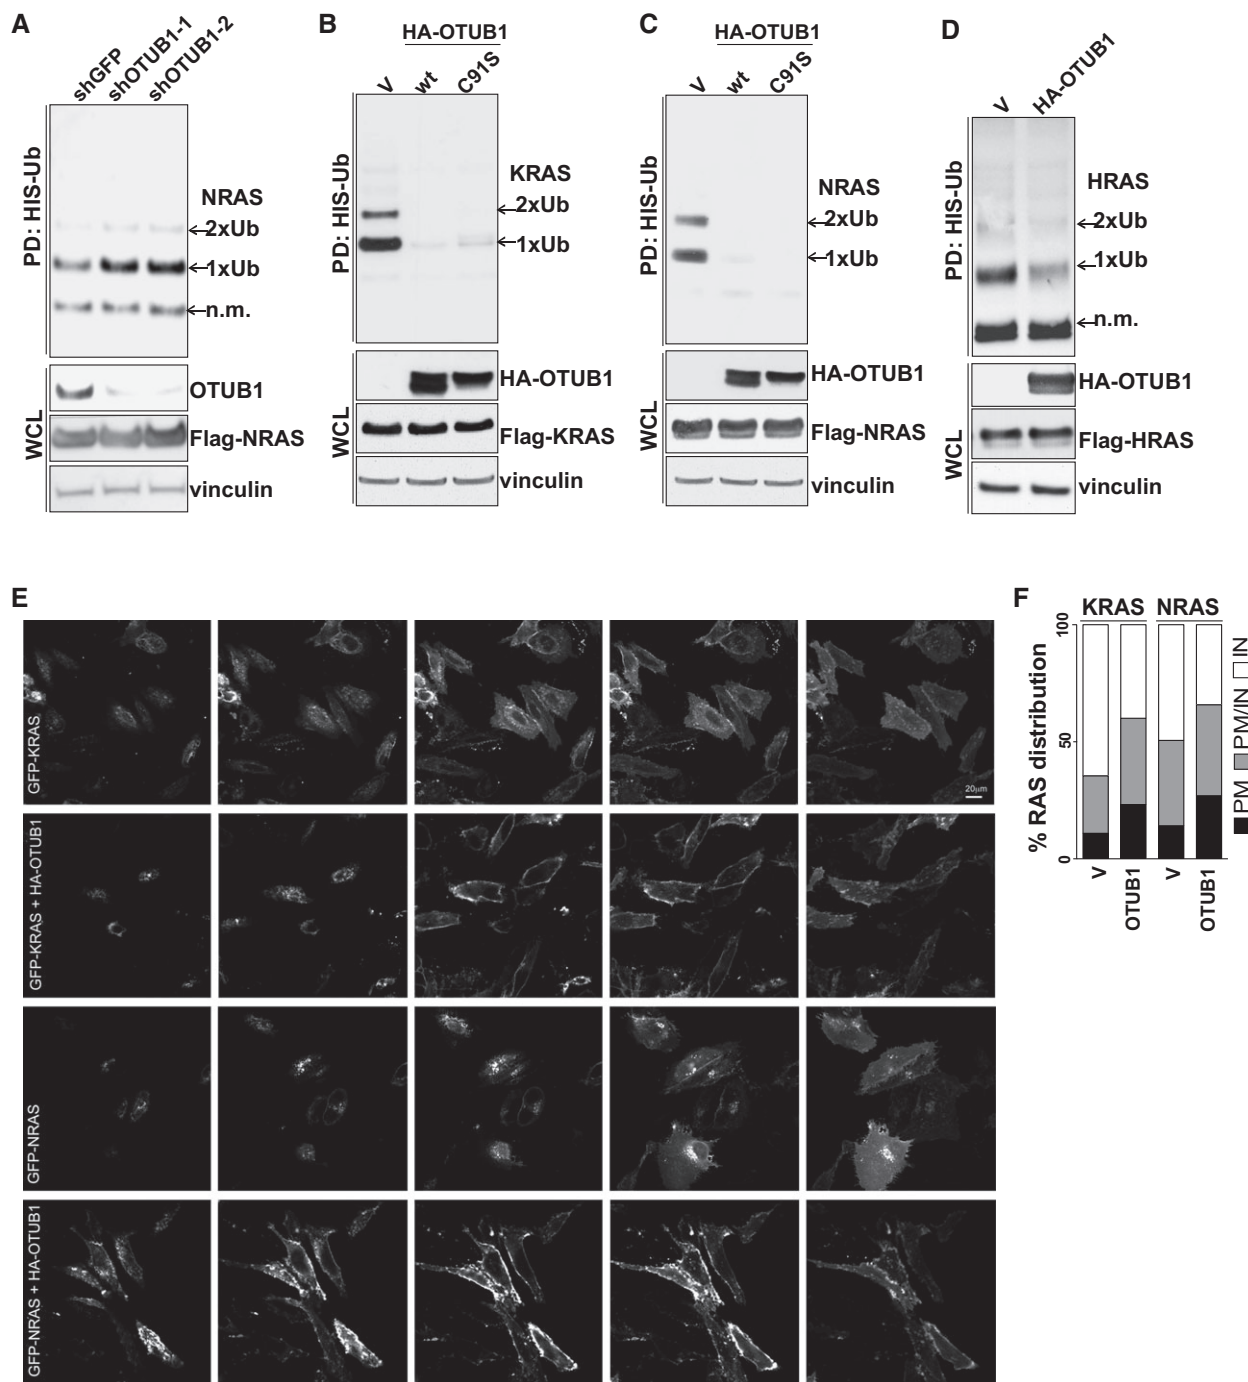 A
shGFP
shOTUB1-1
shOTUB1-2
PD: HIS-Ub
NRAS
2xUb
1xUb
n.m.
WCL
OTUB1
Flag-NRAS
vinculin
B
HA-OTUB1
V
wt
C91S
PD: HIS-Ub
KRAS
2xUb
1xUb
WCL
HA-OTUB1
Flag-KRAS
vinculin
C
HA-OTUB1
V
wt
C91S
PD: HIS-Ub
NRAS
2xUb
1xUb
WCL
HA-OTUB1
Flag-NRAS
vinculin
D
V
HA-OTUB1
PD: HIS-Ub
HRAS
2xUb
1xUb
n.m.
WCL
HA-OTUB1
Flag-HRAS
vinculin
E
GFP-KRAS
20µm
GFP-KRAS + HA-OTUB1
GFP-NRAS
GFP-NRAS + HA-OTUB1
F
KRAS NRAS
% RAS distribution
100
50
0
V
OTUB1
V
OTUB1
PM PM/IN IN